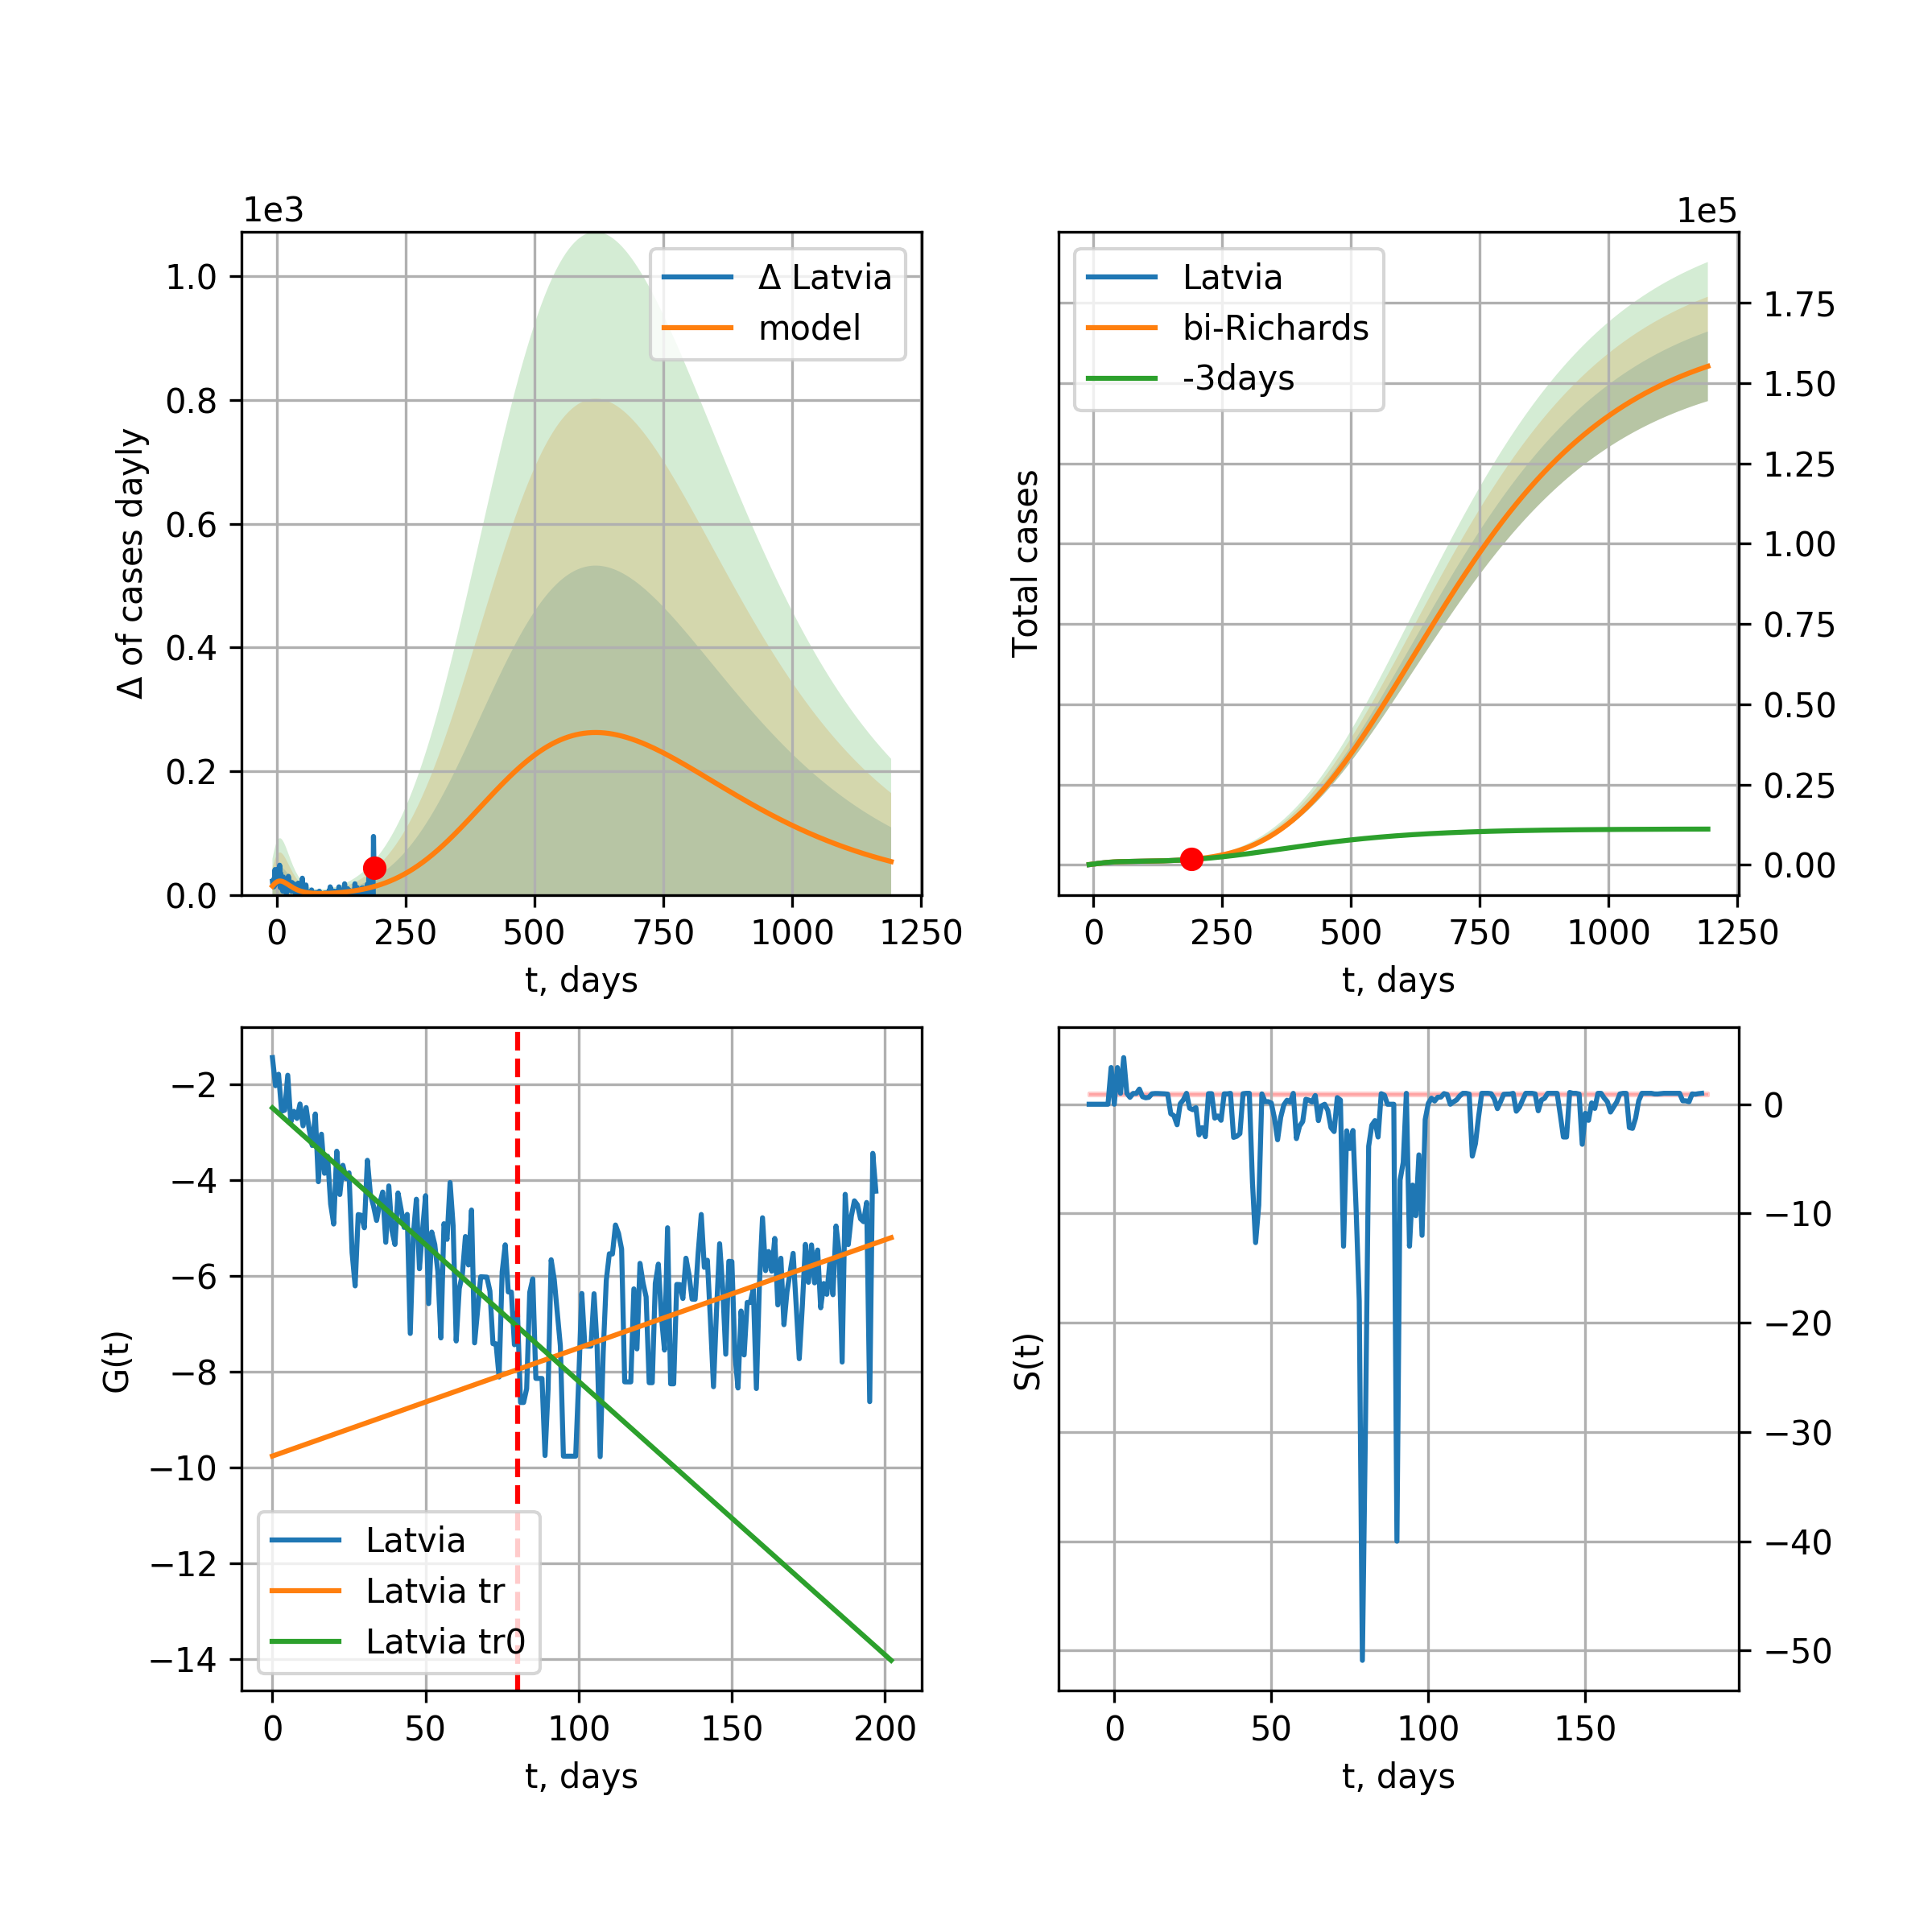 1e3
1.0
0.8
0.6
0.4
0.2
0.0
Δ of cases dayly
0 250 500 750 1000 1250
t, days
Δ Latvia
model
1e5
Latvia
bi-Richards
-3days
Total cases
1.75
1.50
1.25
1.00
0.75
0.50
0.25
0.00
0 250 500 750 1000 1250
t, days
−2
−4
−6
−8
−10
−12
−14
G(t)
Latvia
Latvia tr
Latvia tr0
0 50 100 150 200
t, days
S(t)
0
−10
−20
−30
−40
−50
0 50 100 150
t, days